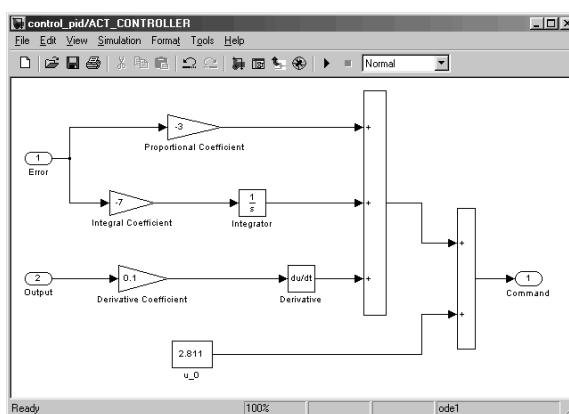 control_pid/ACT_CONTROLLER
File Edit View Simulation Format Tools Help
Normal
-3
Proportional Coefficient
1
Error
-7
Integral Coefficient
1
s
Integrator
2
Output
0.1
Derivative Coefficient
du/dt
Derivative
2.811
u_0
+
+
+
+
+
1
Command
Ready 100% ode1